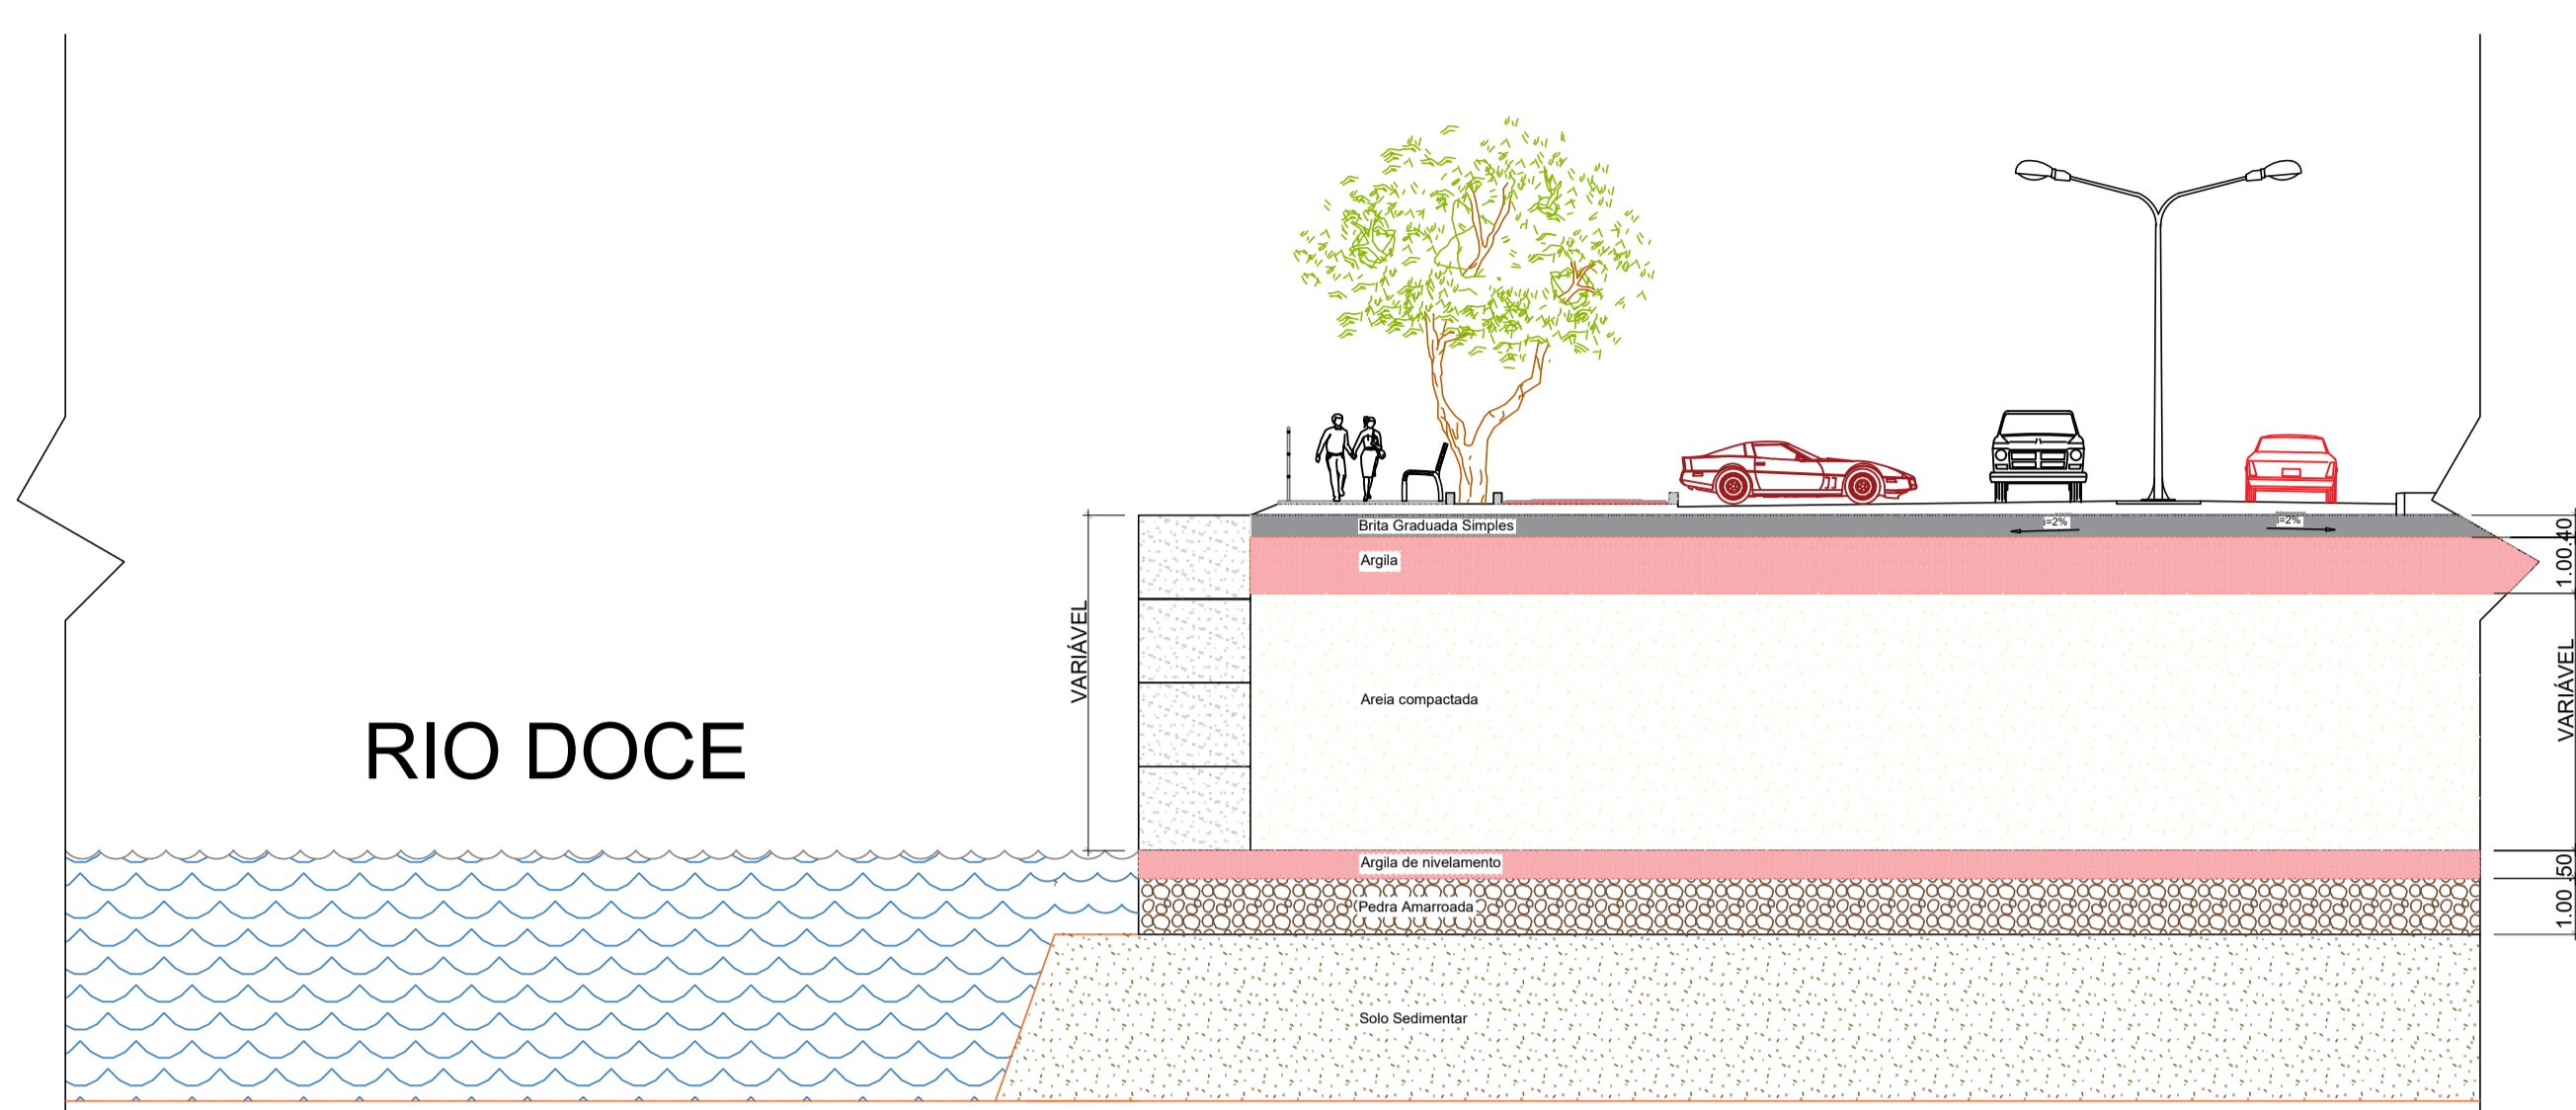 Brita Graduada Simples
i=2%
i=2%
.40
Argila
1.00
VARIÁVEL
VARIÁVEL
Areia compactada
RIO DOCE
Argila de nivelamento
.50
Pedra Amarroada
1.00
Solo Sedimentar